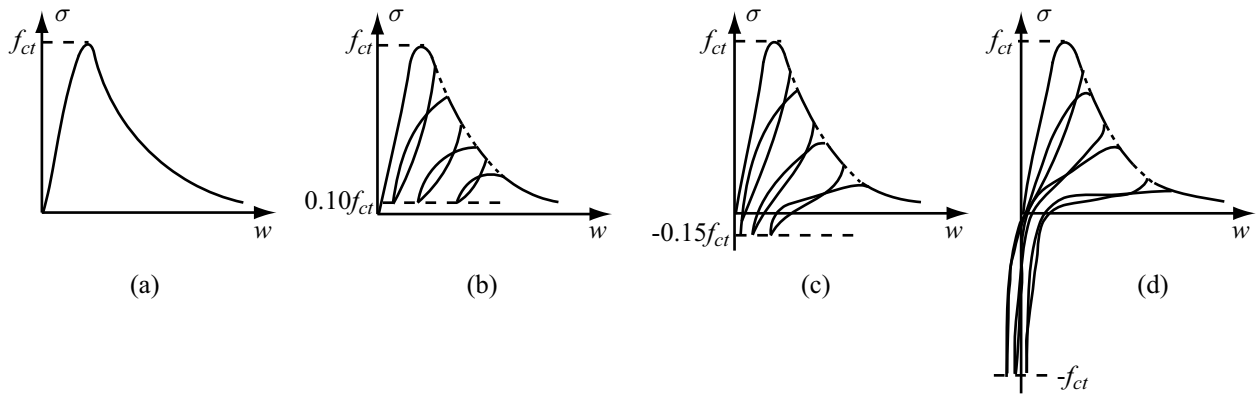 σ
f_ct
w
(a)
σ
f_ct
0.10f_ct
w
(b)
σ
f_ct
-0.15f_ct
w
(c)
σ
f_ct
w
-f_ct
(d)